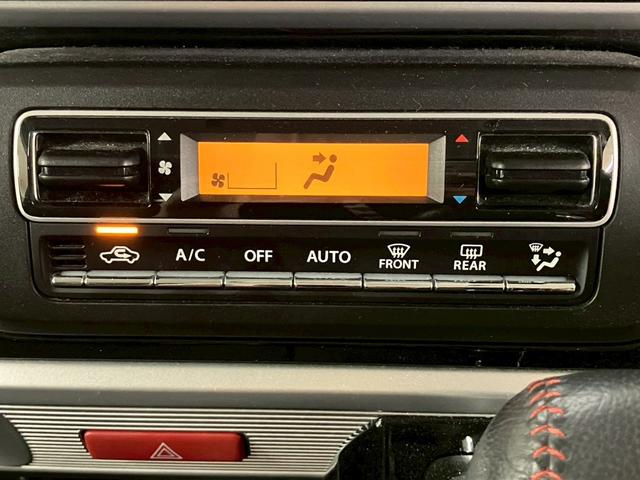 A/C OFF AUTO FRONT REAR